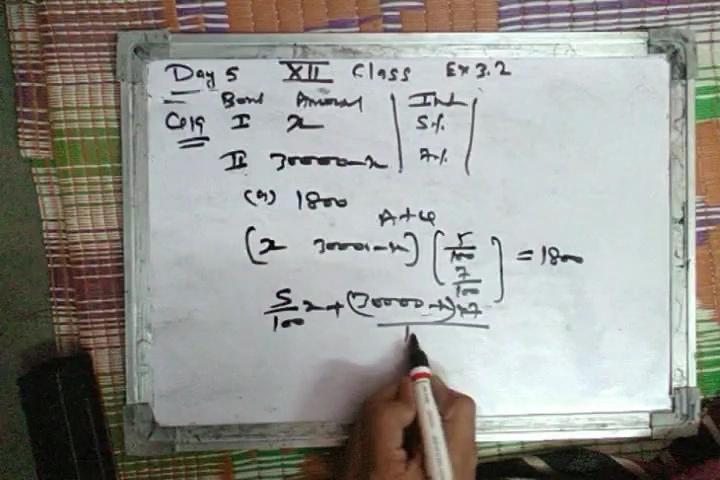 Day 5 XII Class Ex 3.2
Bond Amount Int
Q19 I x 5%
II 30000-x 7%
(a) 1800
ATQ
(x 30000-x) [5/100 7/100] = 1800
5/100 x + (30000-x)×7